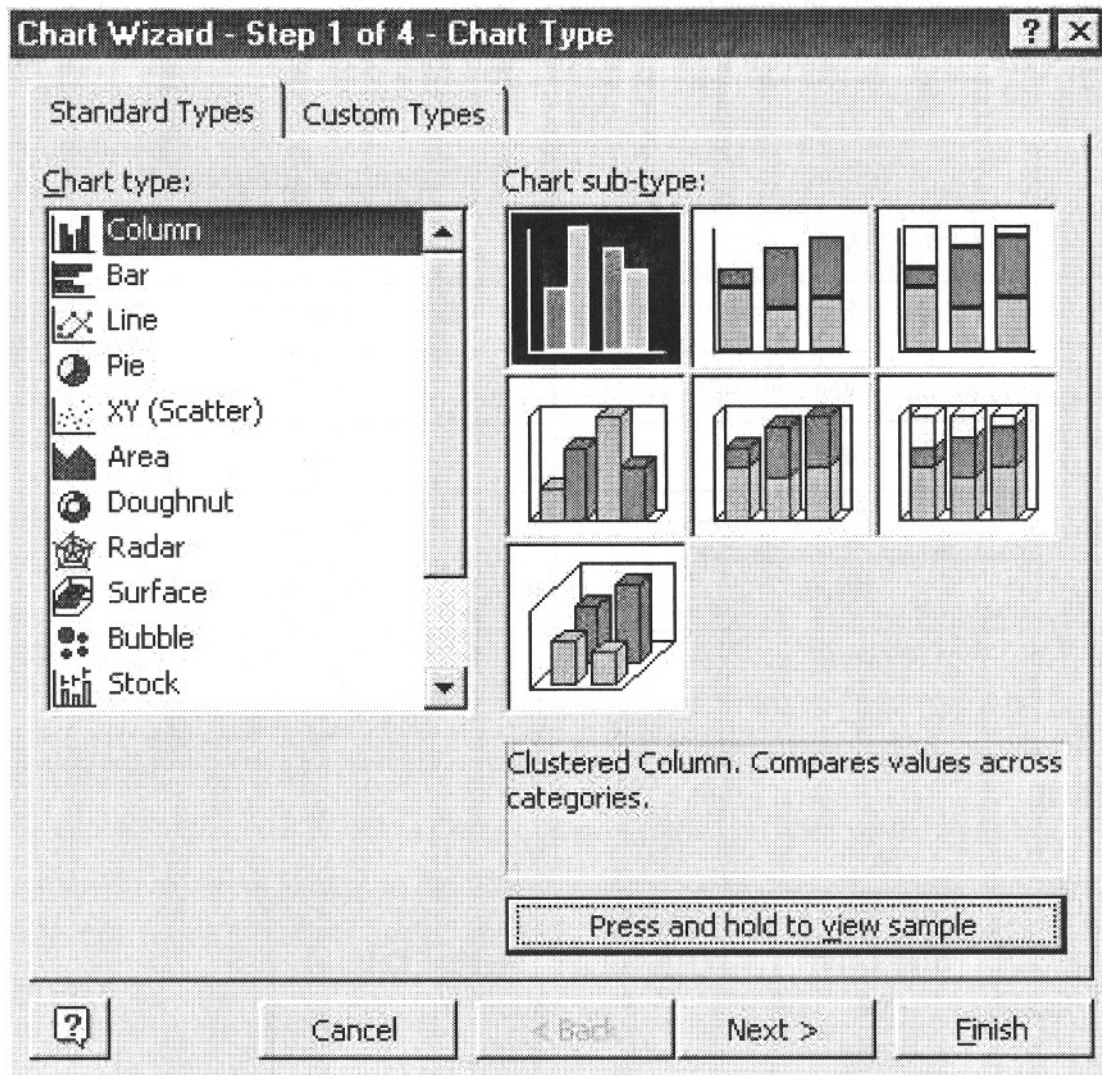 Chart Wizard - Step 1 of 4 - Chart Type
Standard Types
Custom Types
Chart type:
Column
Bar
Line
Pie
XY (Scatter)
Area
Doughnut
Radar
Surface
Bubble
Stock
Chart sub-type:
Clustered Column. Compares values across
categories.
Press and hold to view sample
Cancel
< Back
Next >
Finish